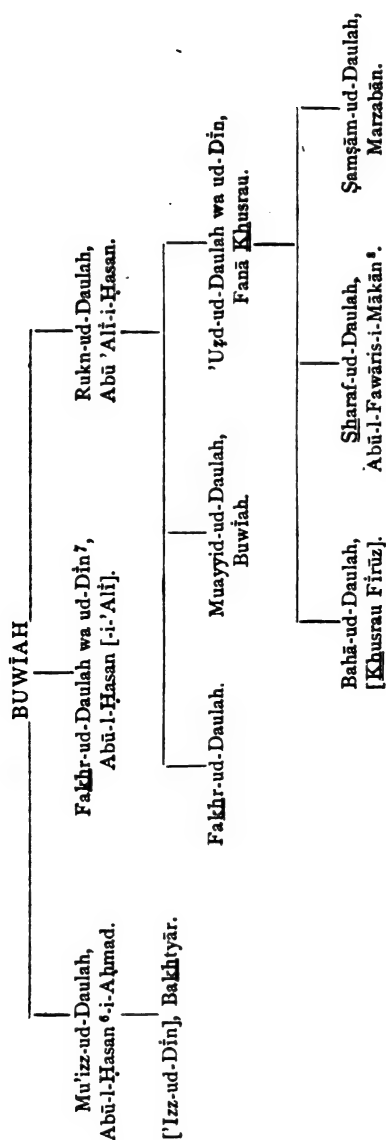 BUWĪAH
Mu'izz-ud-Daulah,
Abū-l-Ḥasan ⁶-i-Aḥmad.
Fakhr-ud-Daulah wa ud-Dīn ⁷,
Abū-l-Ḥasan [-i-'Alī].
Rukn-ud-Daulah,
Abū 'Alī-i-Ḥasan.
['Izz-ud-Dīn], Bakhtyār.
Fakhr-ud-Daulah.
Muayyid-ud-Daulah,
Buwīah.
'Uẓd-ud-Daulah wa ud-Dīn,
Fanā Khusrau.
Bahā-ud-Daulah,
[Khusrau Fīrūz].
Sharaf-ud-Daulah,
Abū-l-Fawāris-i-Mākān ⁸.
Ṣamṣām-ud-Daulah,
Marzabān.